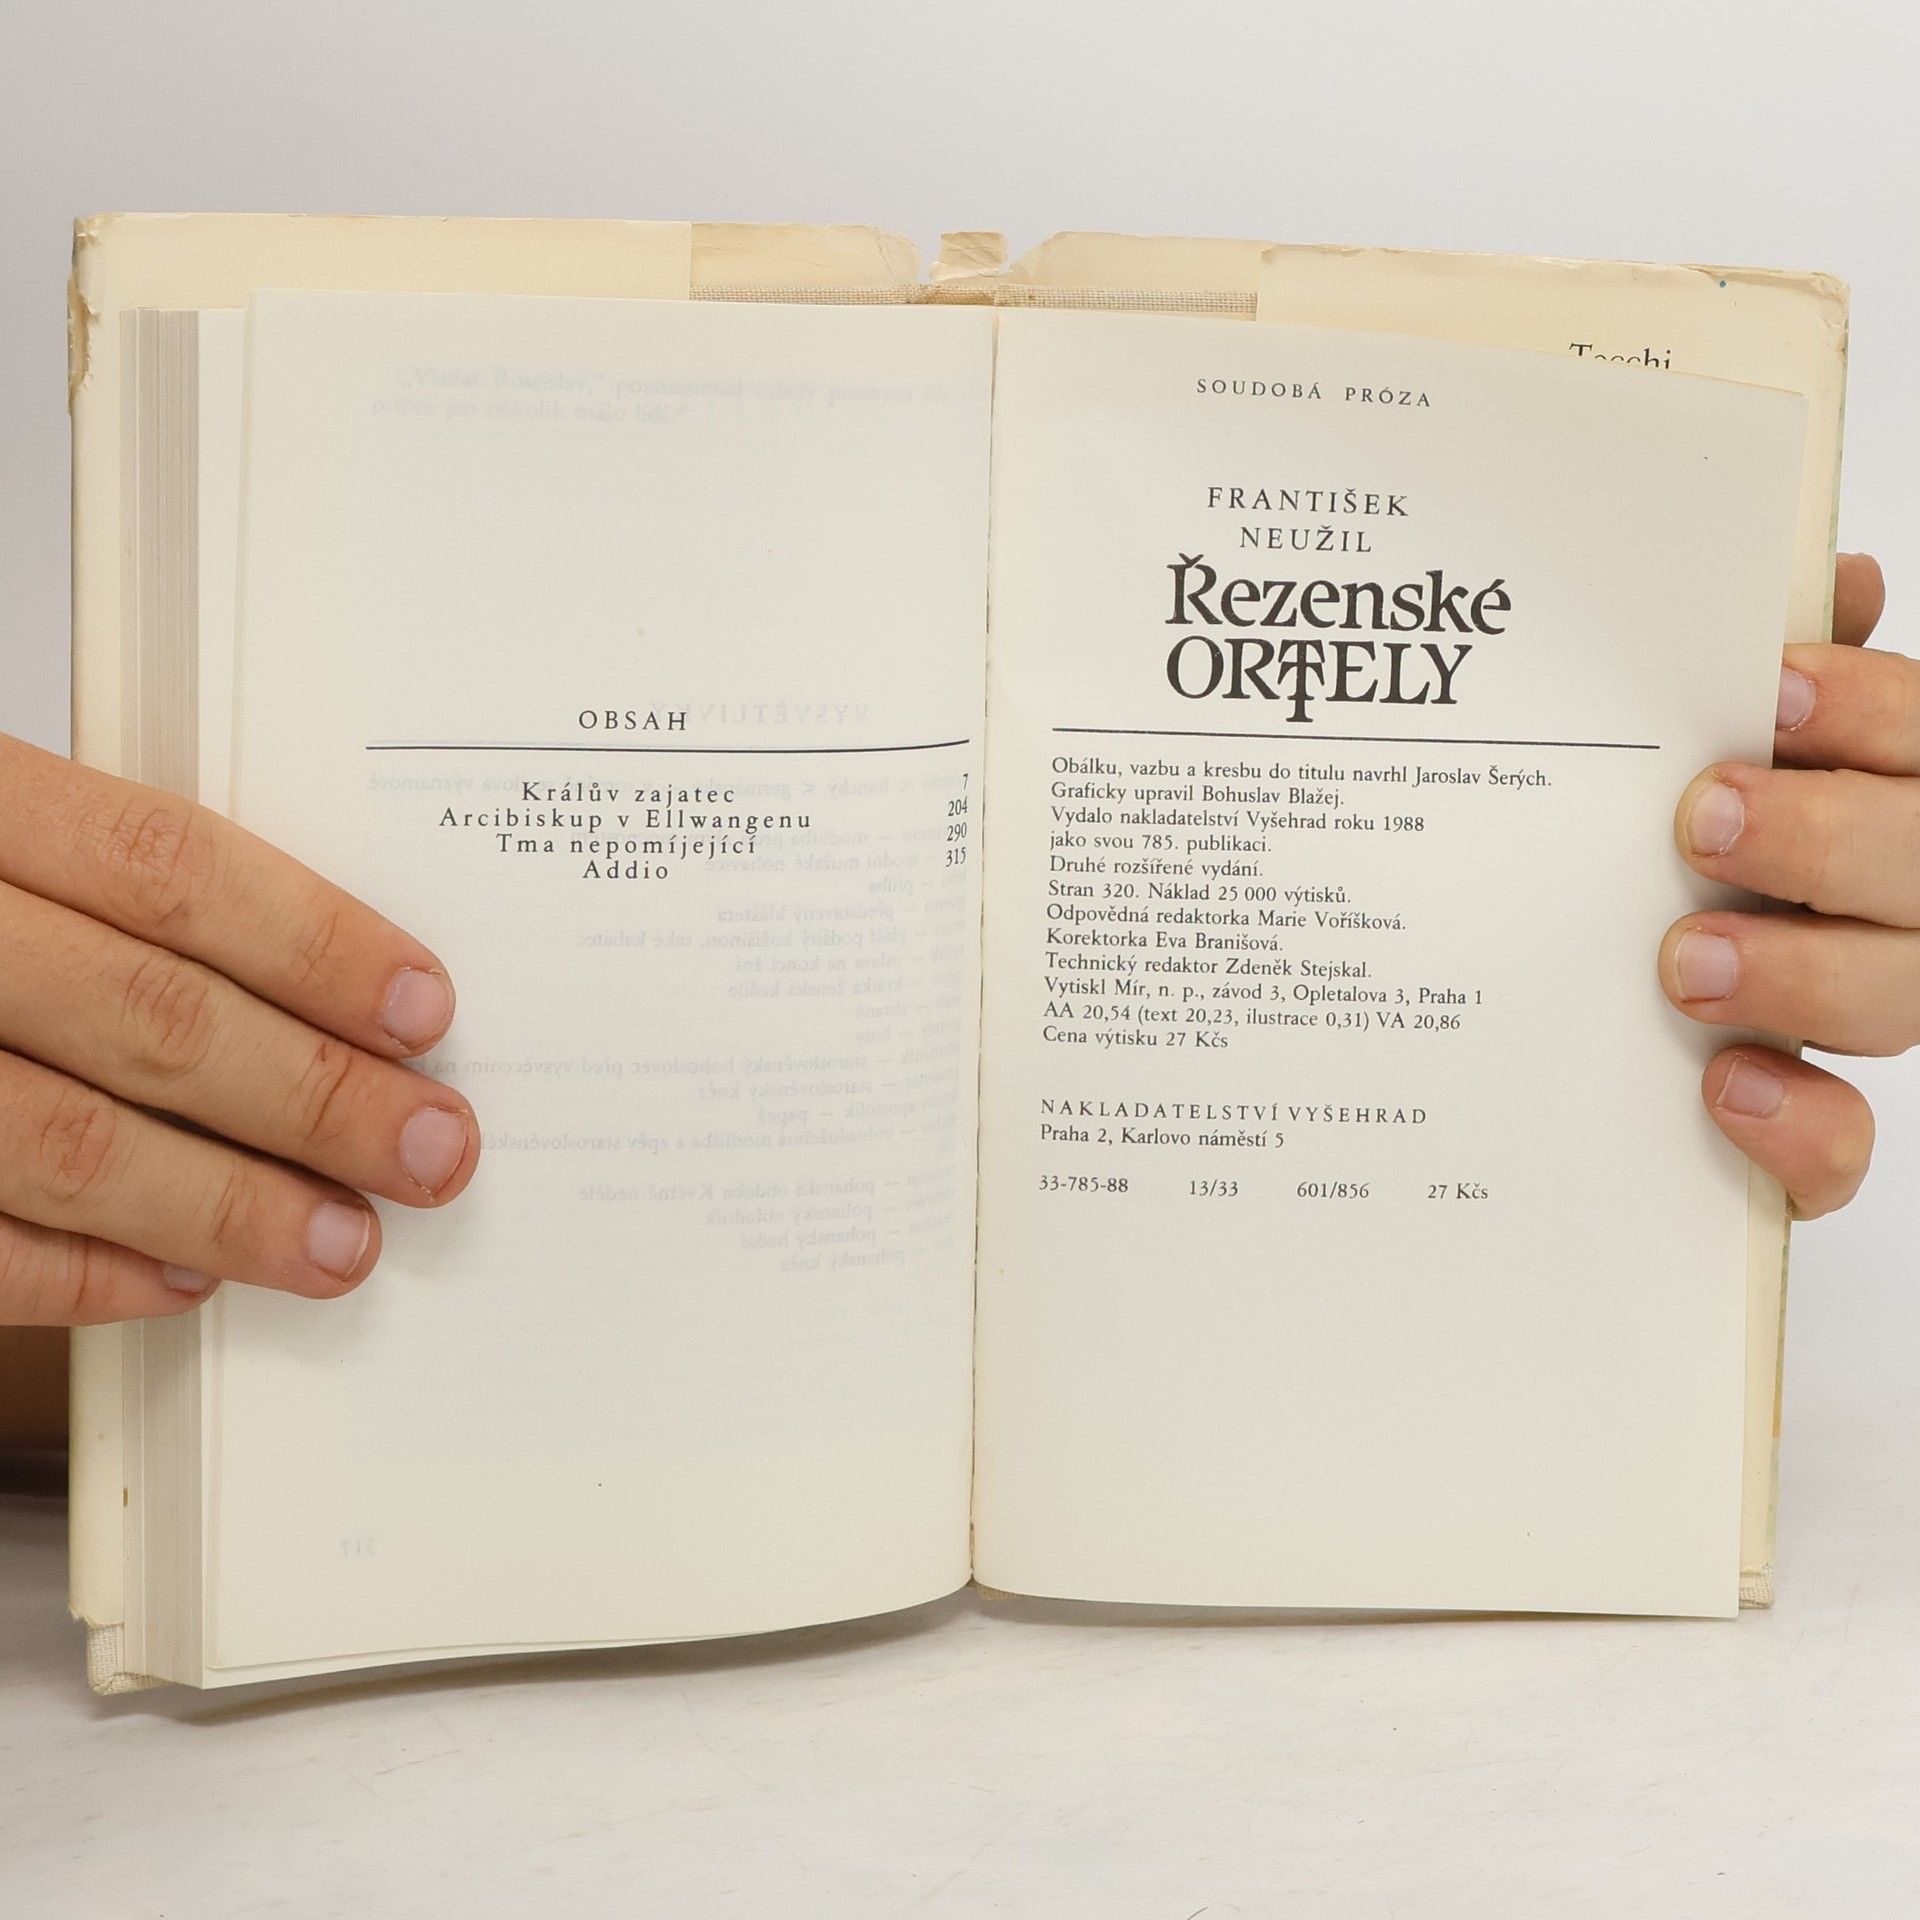 OBSAH
Králův zajatec 7
Arcibiskup v Ellwangenu 204
Tma nepomíjející 290
Addio 315
SOUDOBÁ PRÓZA
FRANTIŠEK
NEUŽIL
Řezenské
ORTELY
Obálku, vazbu a kresbu do titulu navrhl Jaroslav Šerých.
Graficky upravil Bohuslav Blažej.
Vydalo nakladatelství Vyšehrad roku 1988
jako svou 785. publikaci.
Druhé rozšířené vydání.
Stran 320. Náklad 25 000 výtisků.
Odpovědná redaktorka Marie Voříšková.
Korektorka Eva Branišová.
Technický redaktor Zdeněk Stejskal.
Vytiskl Mír, n. p., závod 3, Opletalova 3, Praha 1
AA 20,54 (text 20,23, ilustrace 0,31) VA 20,86
Cena výtisku 27 Kčs
NAKLADATELSTVÍ VYŠEHRAD
Praha 2, Karlovo náměstí 5
33-785-88 13/33 601/856 27 Kčs